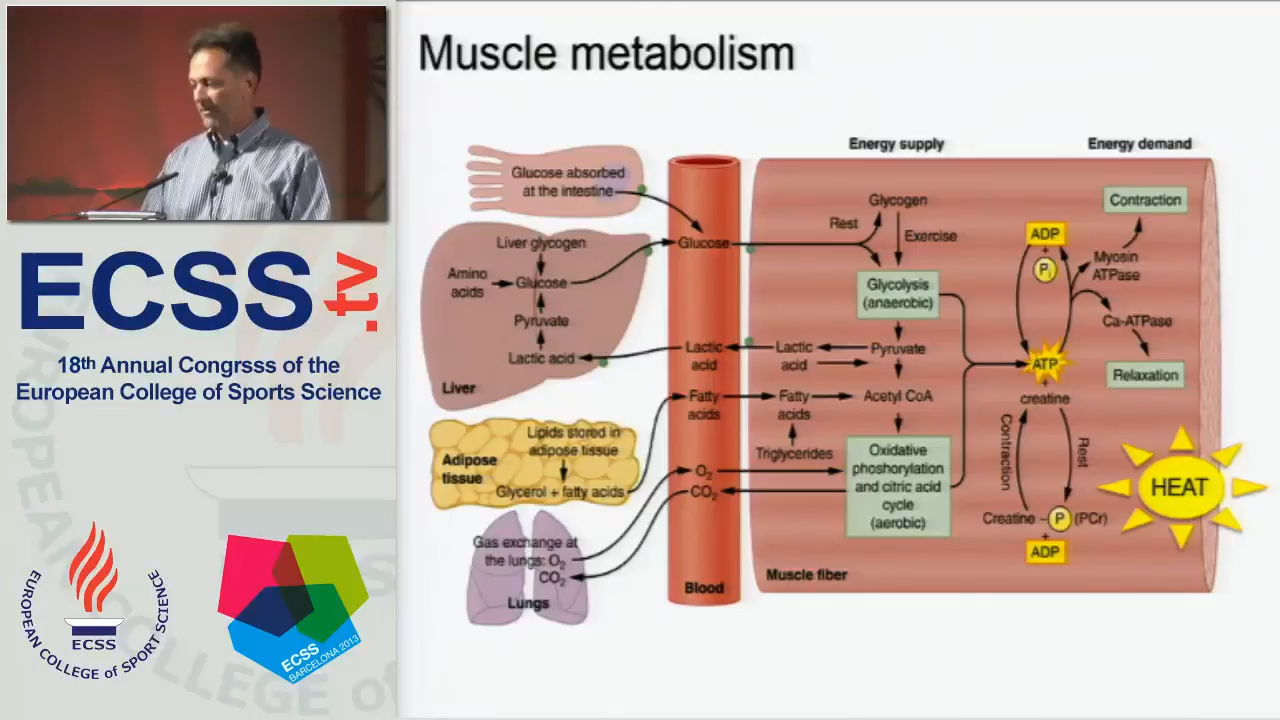 Muscle metabolism
ECSS.tv
18th Annual Congrsss of the
European College of Sports Science
EUROPEAN COLLEGE of SPORT SCIENCE
ECSS
ECSS
BARCELONA 2013
Energy supply
Energy demand
Glucose absorbed
at the intestine
Liver glycogen
Amino
acids
Glucose
Pyruvate
Lactic acid
Liver
Lipids stored in
adipose tissue
Adipose
tissue
Glycerol + fatty acids
Gas exchange at
the lungs: O2
CO2
Lungs
Glucose
Lactic
acid
Fatty
acids
O2
CO2
Blood
Glycogen
Rest
Exercise
Glycolysis
(anaerobic)
Lactic
acid
Pyruvate
Fatty
acids
Acetyl CoA
Triglycerides
Oxidative
phoshorylation
and citric acid
cycle
(aerobic)
Muscle fiber
ADP
+
Pi
ATP
+
creatine
Contraction
Rest
Creatine ~ P (PCr)
+
ADP
Contraction
Myosin
ATPase
Ca-ATPase
Relaxation
HEAT